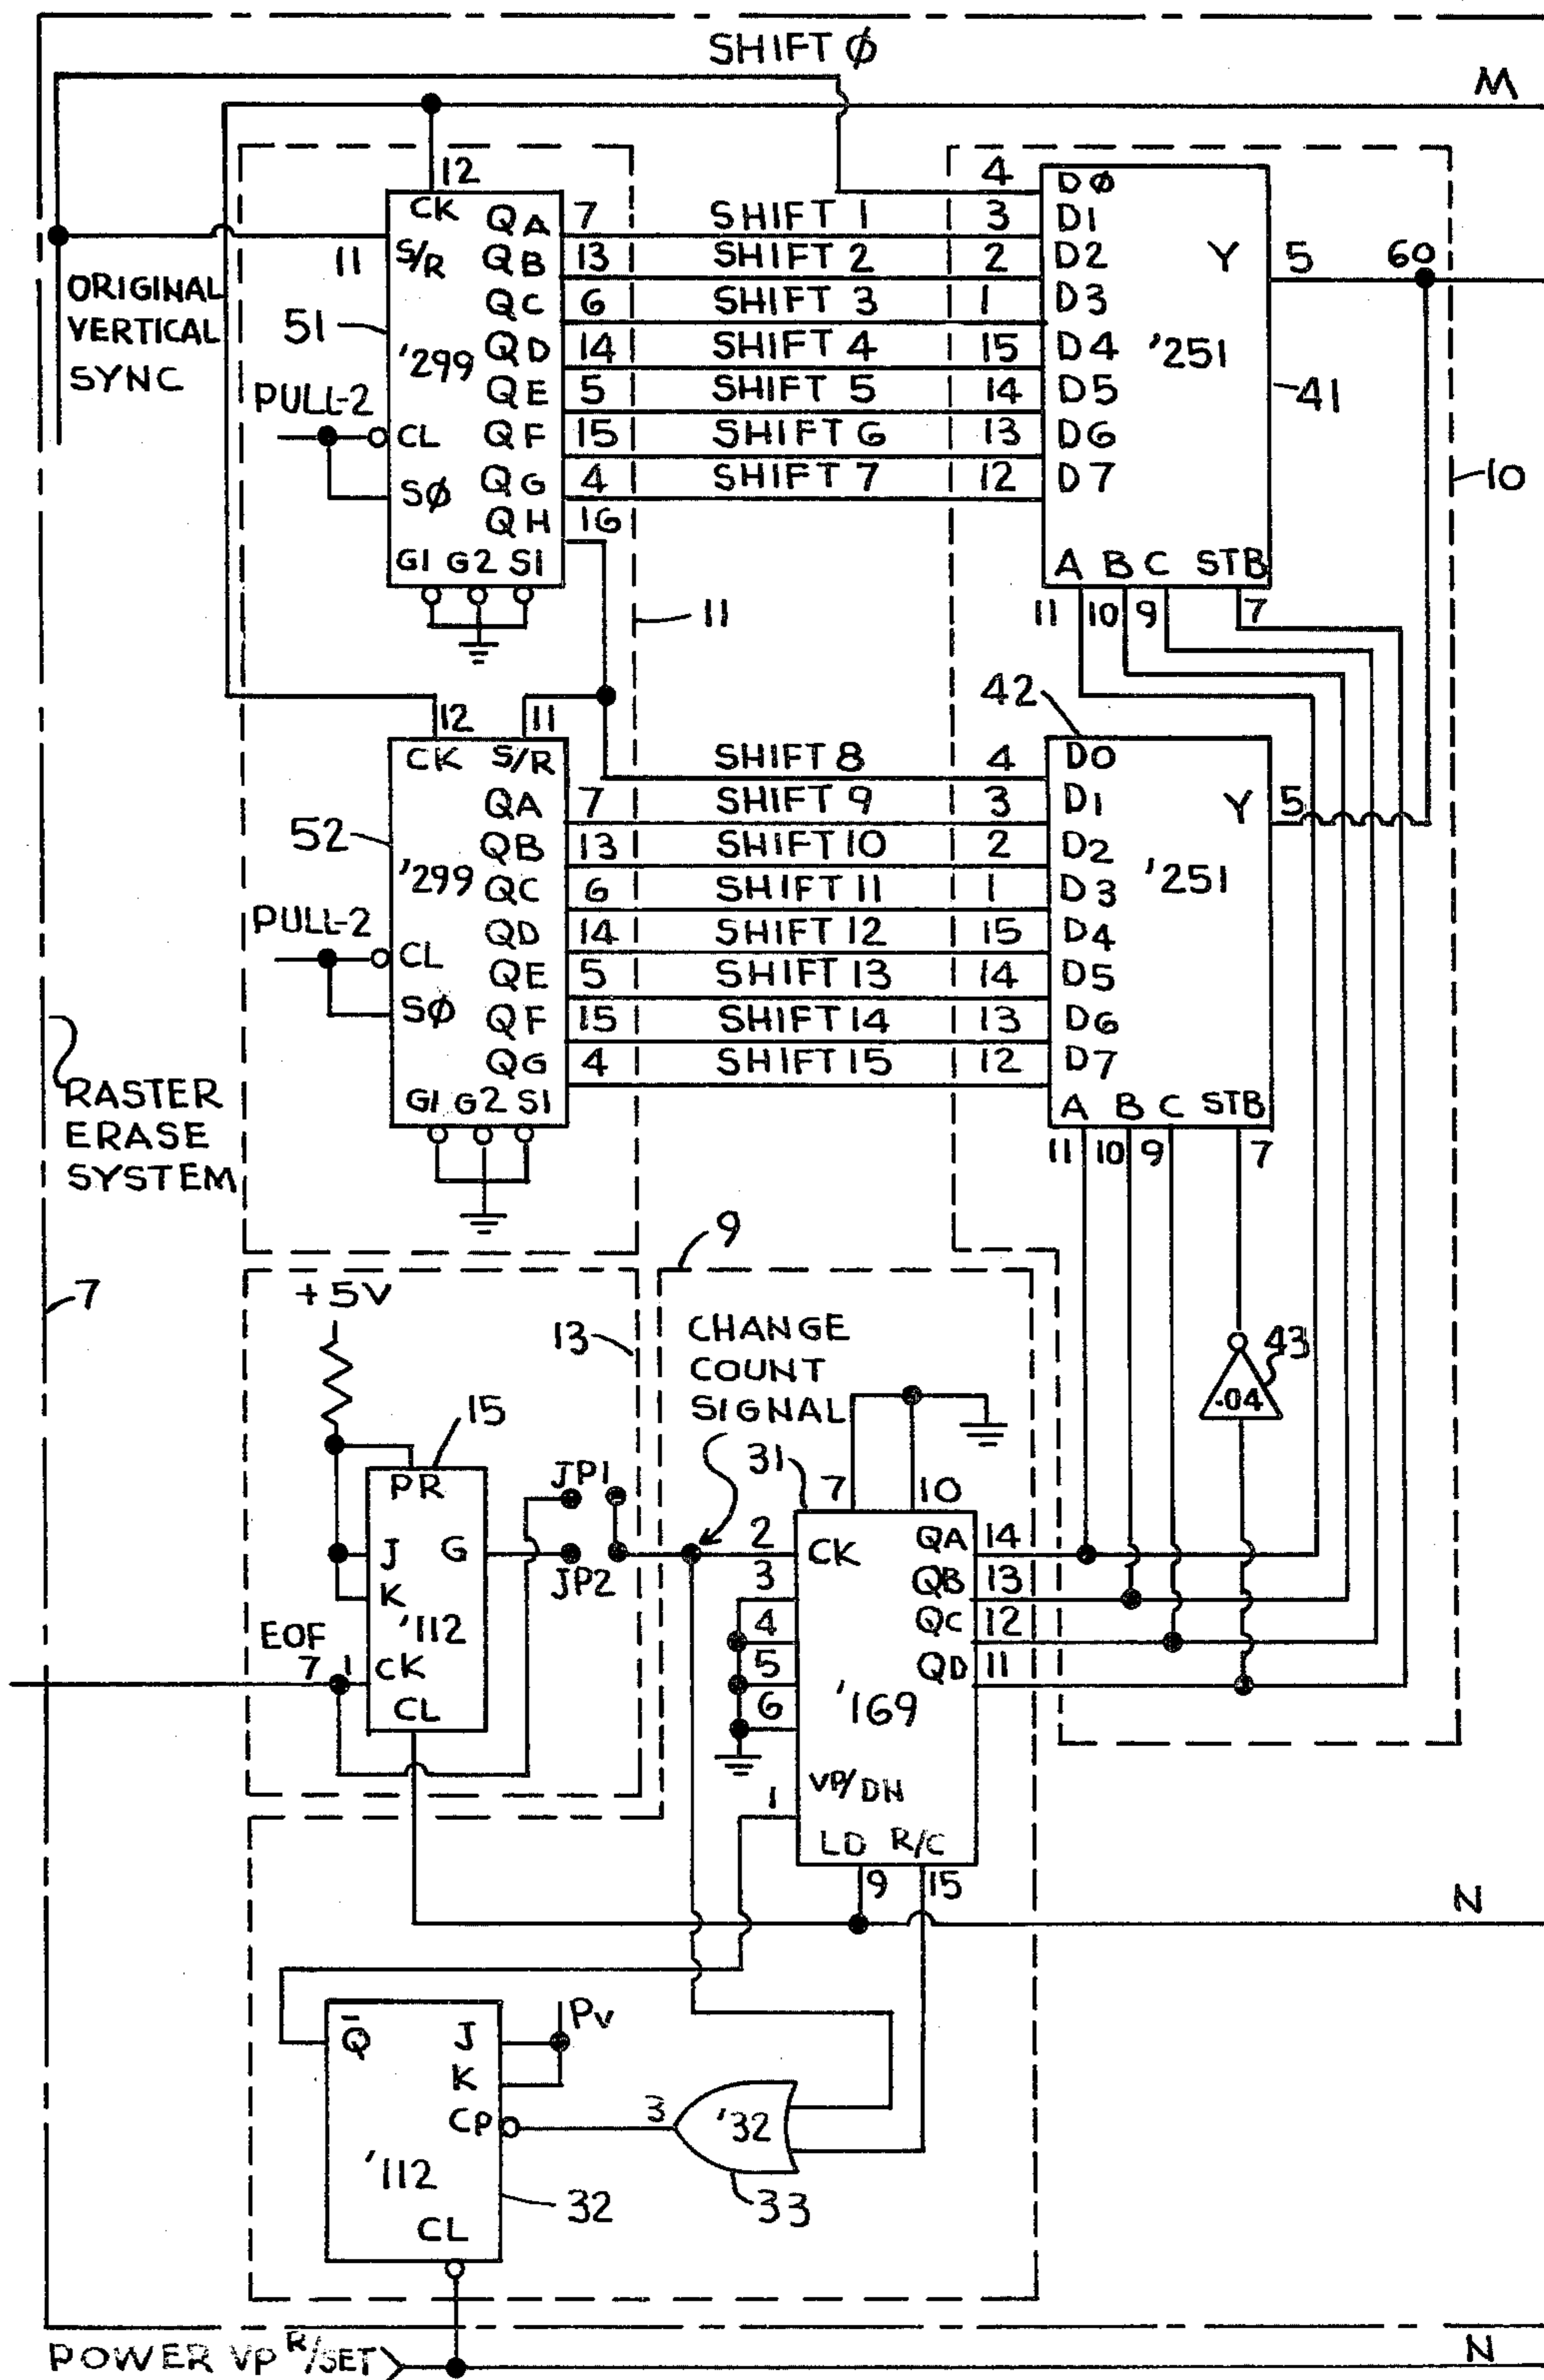 SHIFT φ
M
12
CK
11
S/R
QA 7 SHIFT 1 3 D1
4 Dφ
QB 13 SHIFT 2 2 D2
Y 5 60
ORIGINAL
VERTICAL
SYNC
51
'299
QC 6 SHIFT 3 1 D3
QD 14 SHIFT 4 15 D4
'251
41
PULL-2
QE 5 SHIFT 5 14 D5
CL
QF 15 SHIFT 6 13 D6
Sφ
QG 4 SHIFT 7 12 D7
10
QH 16
G1 G2 S1
A B C STB
11 10 9 7
11
42
12 11
CK S/R
SHIFT 8 4 D0
QA 7 SHIFT 9 3 D1
Y 5
52
QB 13 SHIFT 10 2 D2
'299
QC 6 SHIFT 11 1 D3
'251
PULL-2
QD 14 SHIFT 12 15 D4
CL
QE 5 SHIFT 13 14 D5
Sφ
QF 15 SHIFT 14 13 D6
QG 4 SHIFT 15 12 D7
G1 G2 S1
A B C STB
11 10 9 7
RASTER
ERASE
SYSTEM
7
9
+5V
13
CHANGE
COUNT
SIGNAL
43
-04
15
PR
J G
K
'112
EOF
7 1 CK
CL
JP1
JP2
31
7 10
2 CK
3
4
5
6
QA 14
QB 13
QC 12
QD 11
'169
1 VP/DN
LD R/C
9 15
N
Q̄ J Pv
K
CP
3
'32
33
'112
32
CL
POWER VP R/SET
N